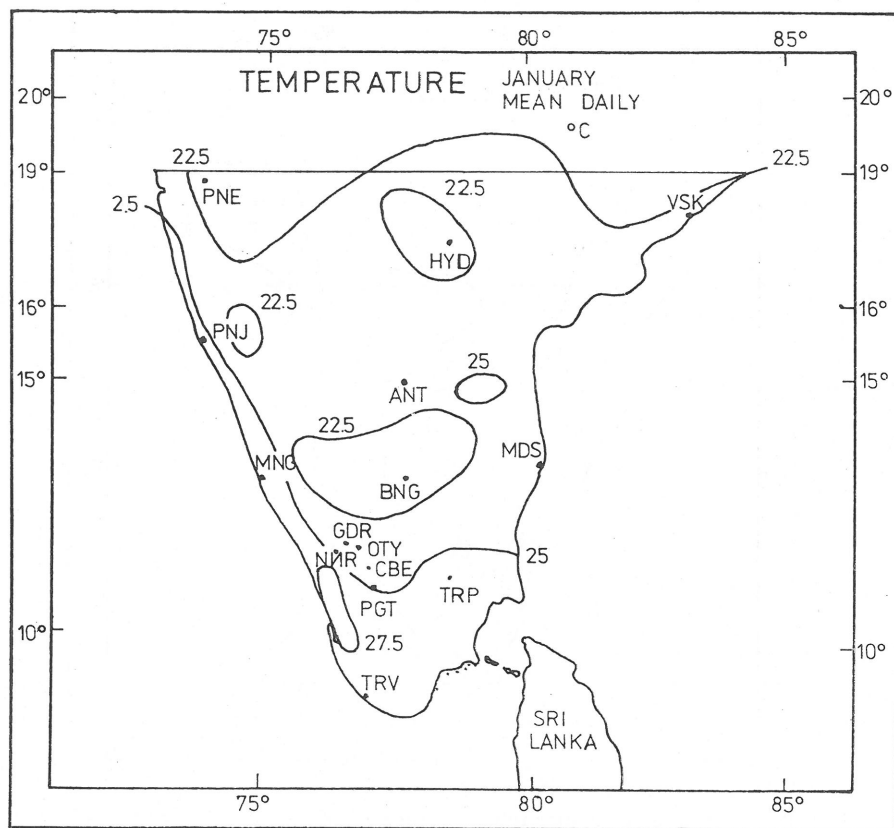 75° 80° 85°
TEMPERATURE JANUARY
MEAN DAILY
°C
20° 20°
19° 22.5 22.5 19°
PNE 22.5 VSK
2.5
HYD
16° 22.5 16°
PNJ
15° 25 15°
ANT
22.5
MNG MDS
BNG
GDR
OTY 25
CBE
PGT TRP
10° 27.5 10°
TRV
SRI
LANKA
75° 80° 85°